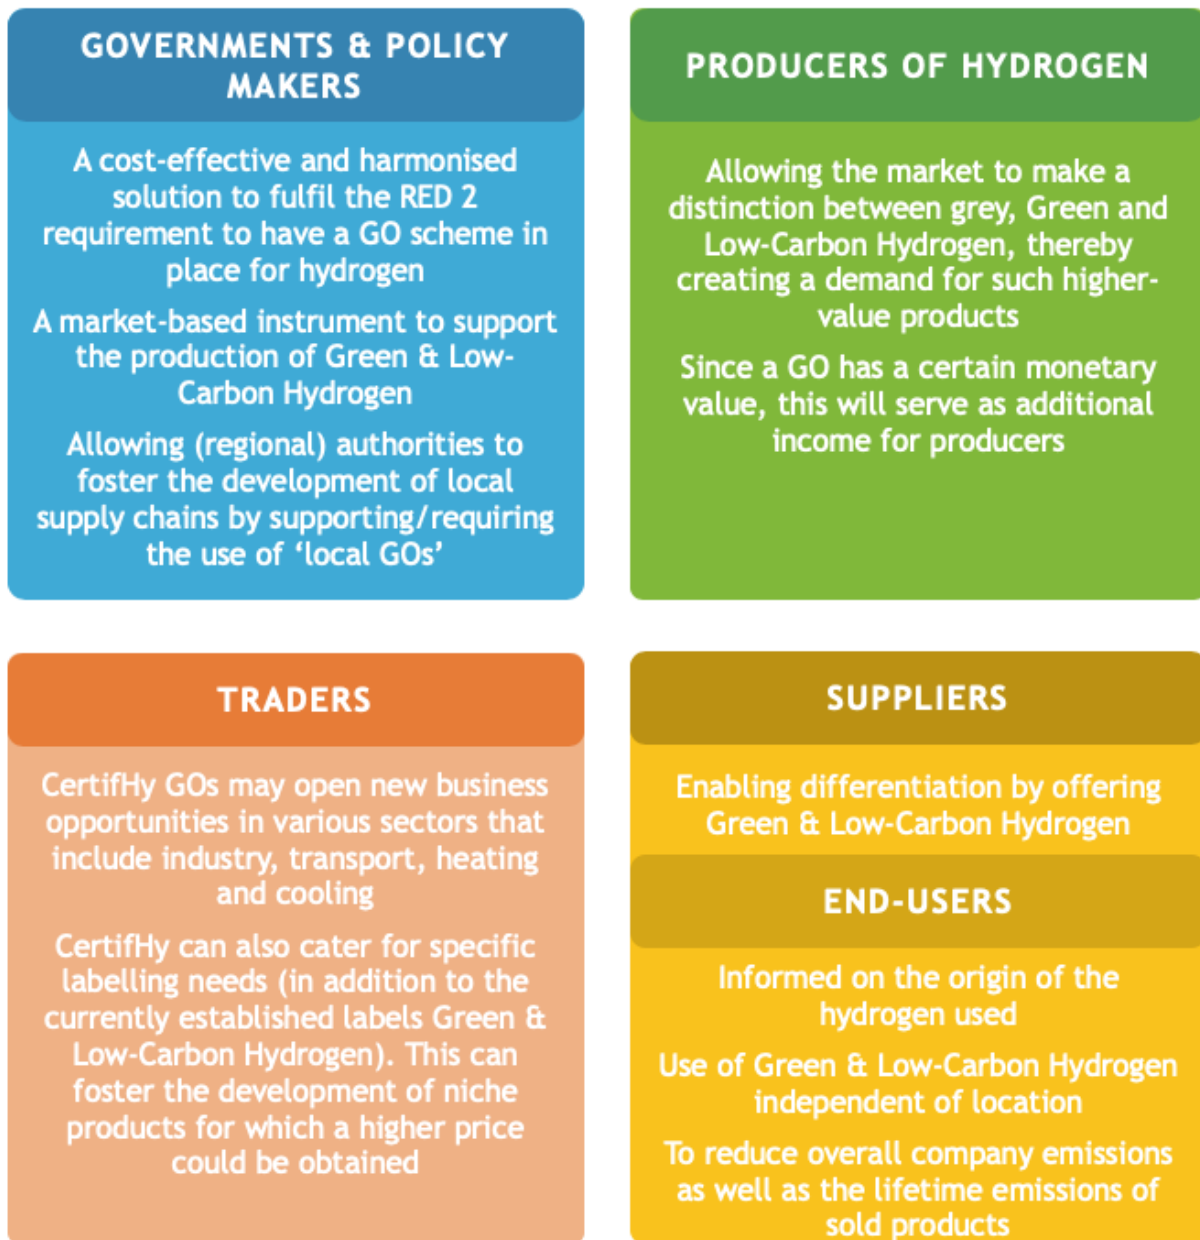 GOVERNMENTS & POLICY
MAKERS
A cost-effective and harmonised
solution to fulfil the RED 2
requirement to have a GO scheme in
place for hydrogen
A market-based instrument to support
the production of Green & Low-
Carbon Hydrogen
Allowing (regional) authorities to
foster the development of local
supply chains by supporting/requiring
the use of ‘local GOs’
PRODUCERS OF HYDROGEN
Allowing the market to make a
distinction between grey, Green and
Low-Carbon Hydrogen, thereby
creating a demand for such higher-
value products
Since a GO has a certain monetary
value, this will serve as additional
income for producers
TRADERS
CertifHy GOs may open new business
opportunities in various sectors that
include industry, transport, heating
and cooling
CertifHy can also cater for specific
labelling needs (in addition to the
currently established labels Green &
Low-Carbon Hydrogen). This can
foster the development of niche
products for which a higher price
could be obtained
SUPPLIERS
Enabling differentiation by offering
Green & Low-Carbon Hydrogen
END-USERS
Informed on the origin of the
hydrogen used
Use of Green & Low-Carbon Hydrogen
independent of location
To reduce overall company emissions
as well as the lifetime emissions of
sold products